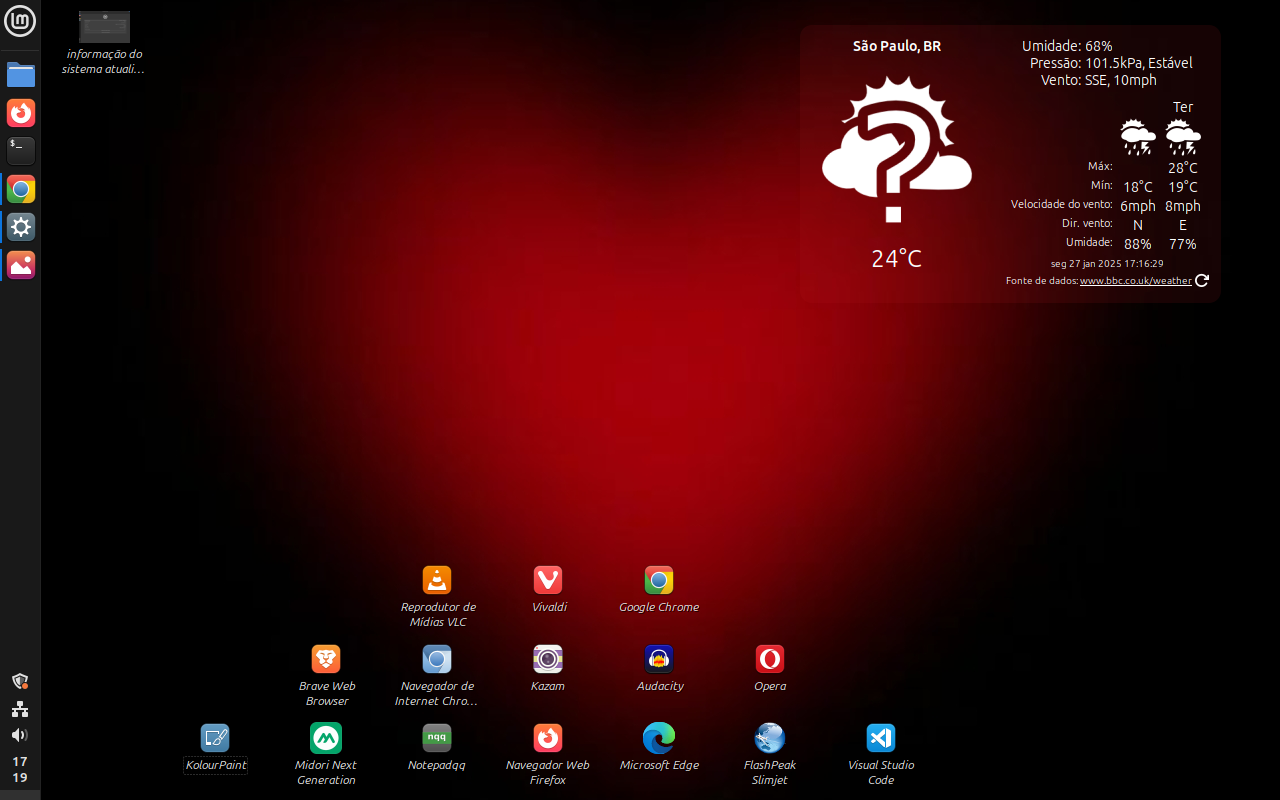 informação do
sistema atuali...
São Paulo, BR
Umidade: 68%
Pressão: 101.5kPa, Estável
Vento: SSE, 10mph
Ter
Máx: 28°C
Mín: 18°C 19°C
Velocidade do vento: 6mph 8mph
Dir. vento: N E
Umidade: 88% 77%
24°C
seg 27 jan 2025 17:16:29
Fonte de dados: www.bbc.co.uk/weather
Reprodutor de
Mídias VLC
Vivaldi
Google Chrome
Brave Web
Browser
Navegador de
Internet Chro...
Kazam
Audacity
Opera
KolourPaint
Midori Next
Generation
nqq
Notepadqq
Navegador Web
Firefox
Microsoft Edge
FlashPeak
Slimjet
Visual Studio
Code
17
19